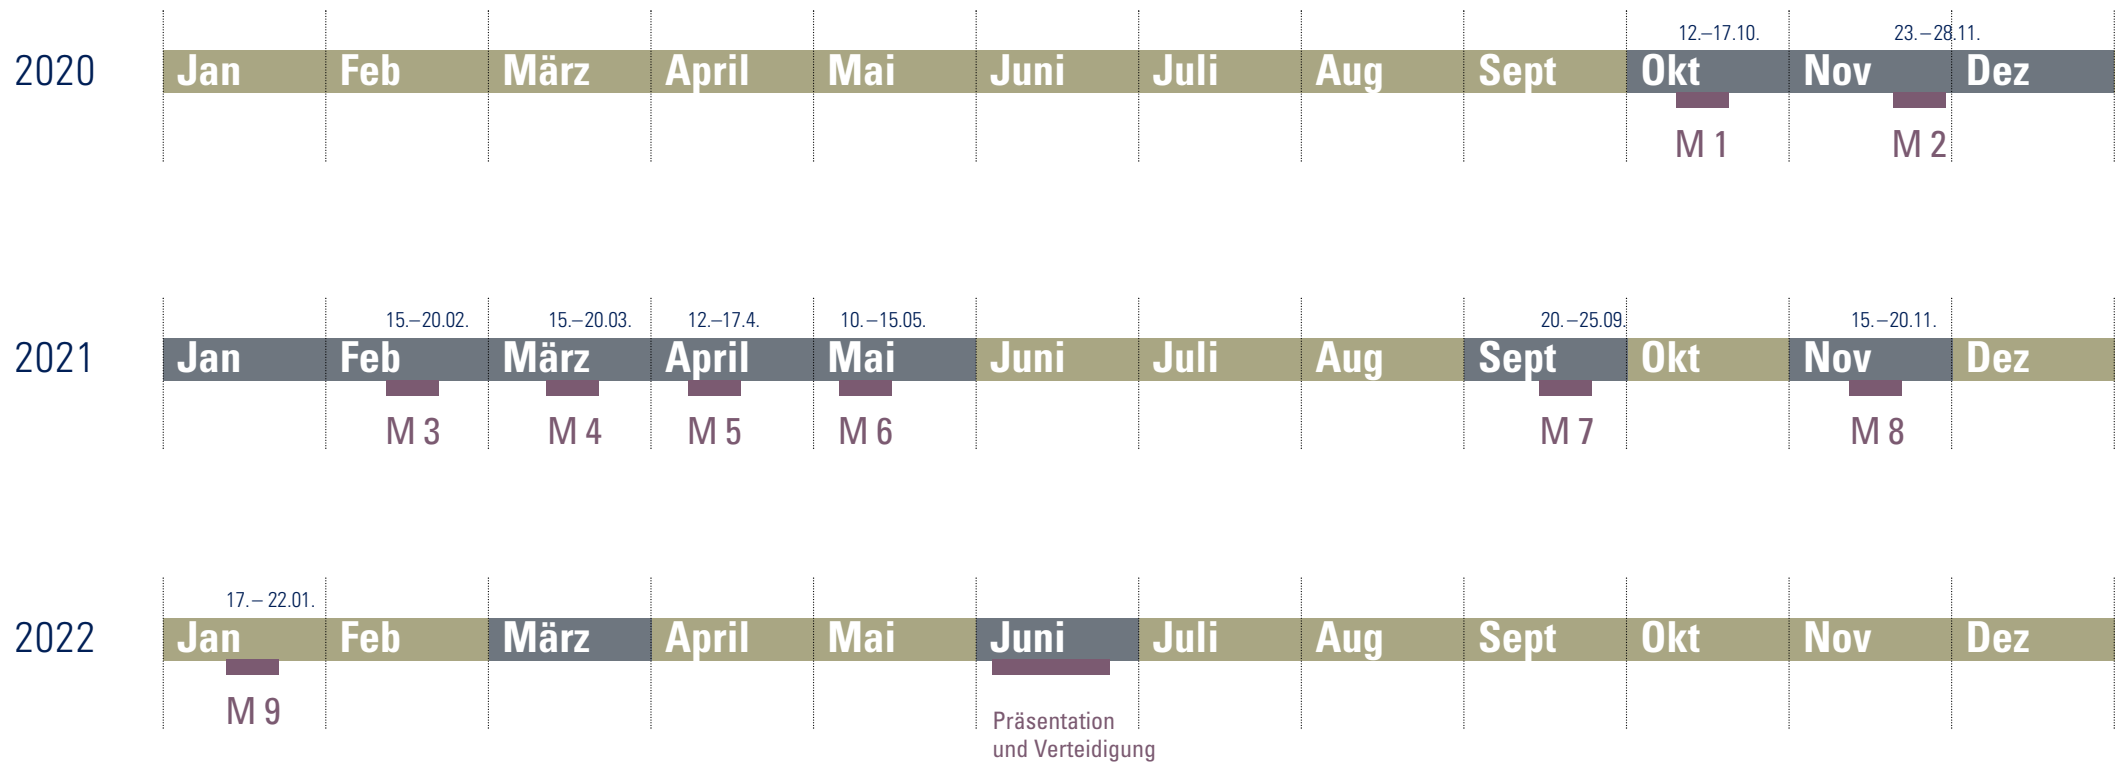 12.–17.10. 23.–28.11.
2020 Jan Feb März April Mai Juni Juli Aug Sept Okt Nov Dez
M 1 M 2
15.–20.02. 15.–20.03. 12.–17.4. 10.–15.05. 20.–25.09. 15.–20.11.
2021 Jan Feb März April Mai Juni Juli Aug Sept Okt Nov Dez
M 3 M 4 M 5 M 6 M 7 M 8
17.– 22.01.
2022 Jan Feb März April Mai Juni Juli Aug Sept Okt Nov Dez
M 9
Präsentation
und Verteidigung